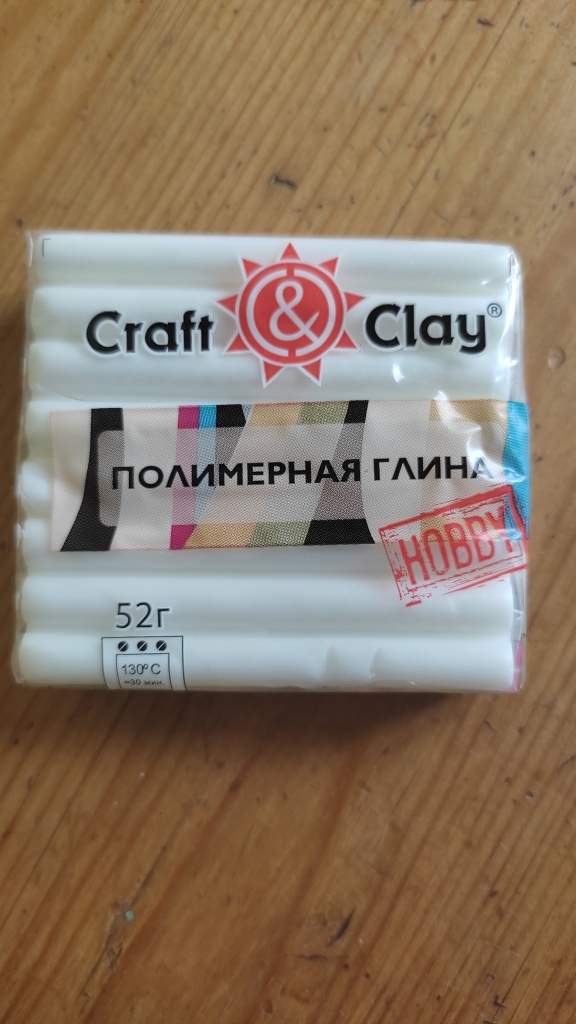 Craft & Clay®
ПОЛИМЕРНАЯ ГЛИНА
HOBBY
52г
130°C
≈30 мин.